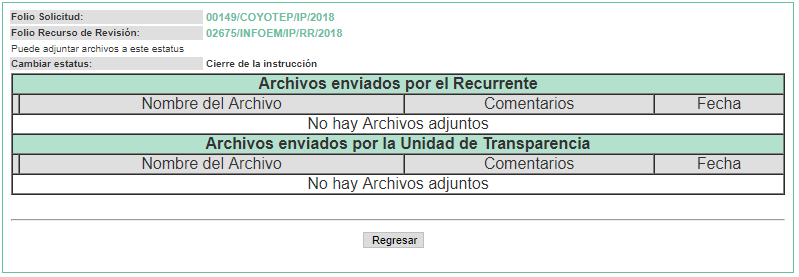 Folio Solicitud: 00149/COYOTEP/IP/2018
Folio Recurso de Revisión: 02675/INFOEM/IP/RR/2018
Puede adjuntar archivos a este estatus
Cambiar estatus: Cierre de la instrucción
Archivos enviados por el Recurrente
Nombre del Archivo Comentarios Fecha
No hay Archivos adjuntos
Archivos enviados por la Unidad de Transparencia
Nombre del Archivo Comentarios Fecha
No hay Archivos adjuntos
Regresar